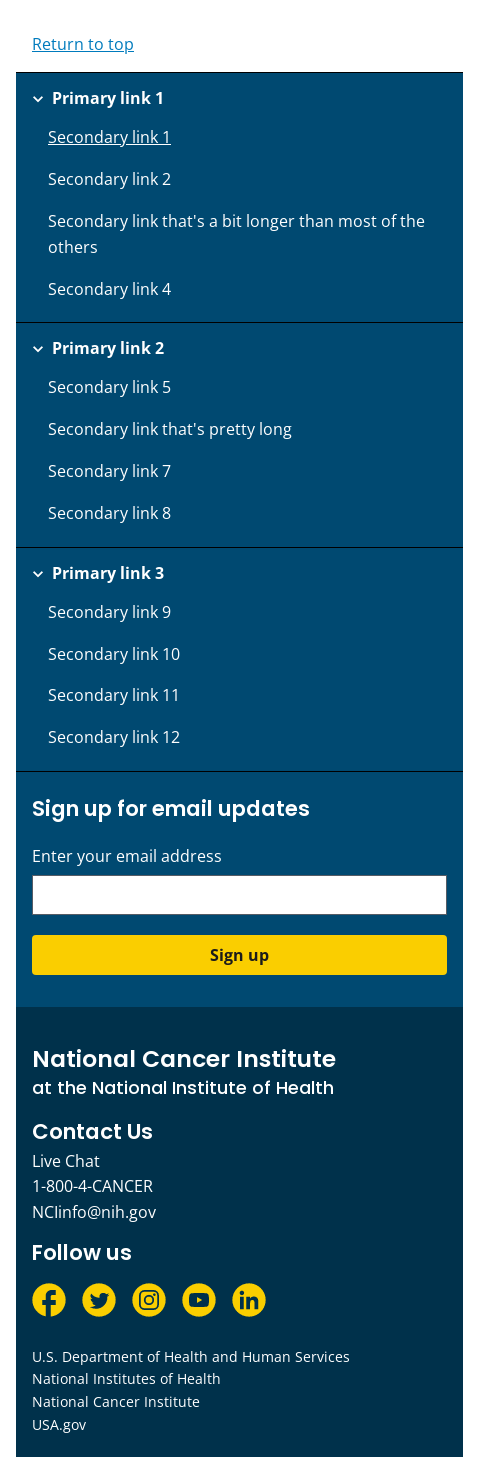 Return to top
Primary link 1
Secondary link 1
Secondary link 2
Secondary link that's a bit longer than most of the
others
Secondary link 4
Primary link 2
Secondary link 5
Secondary link that's pretty long
Secondary link 7
Secondary link 8
Primary link 3
Secondary link 9
Secondary link 10
Secondary link 11
Secondary link 12
Sign up for email updates
Enter your email address
Sign up
National Cancer Institute
at the National Institute of Health
Contact Us
Live Chat
1-800-4-CANCER
NCIinfo@nih.gov
Follow us
U.S. Department of Health and Human Services
National Institutes of Health
National Cancer Institute
USA.gov